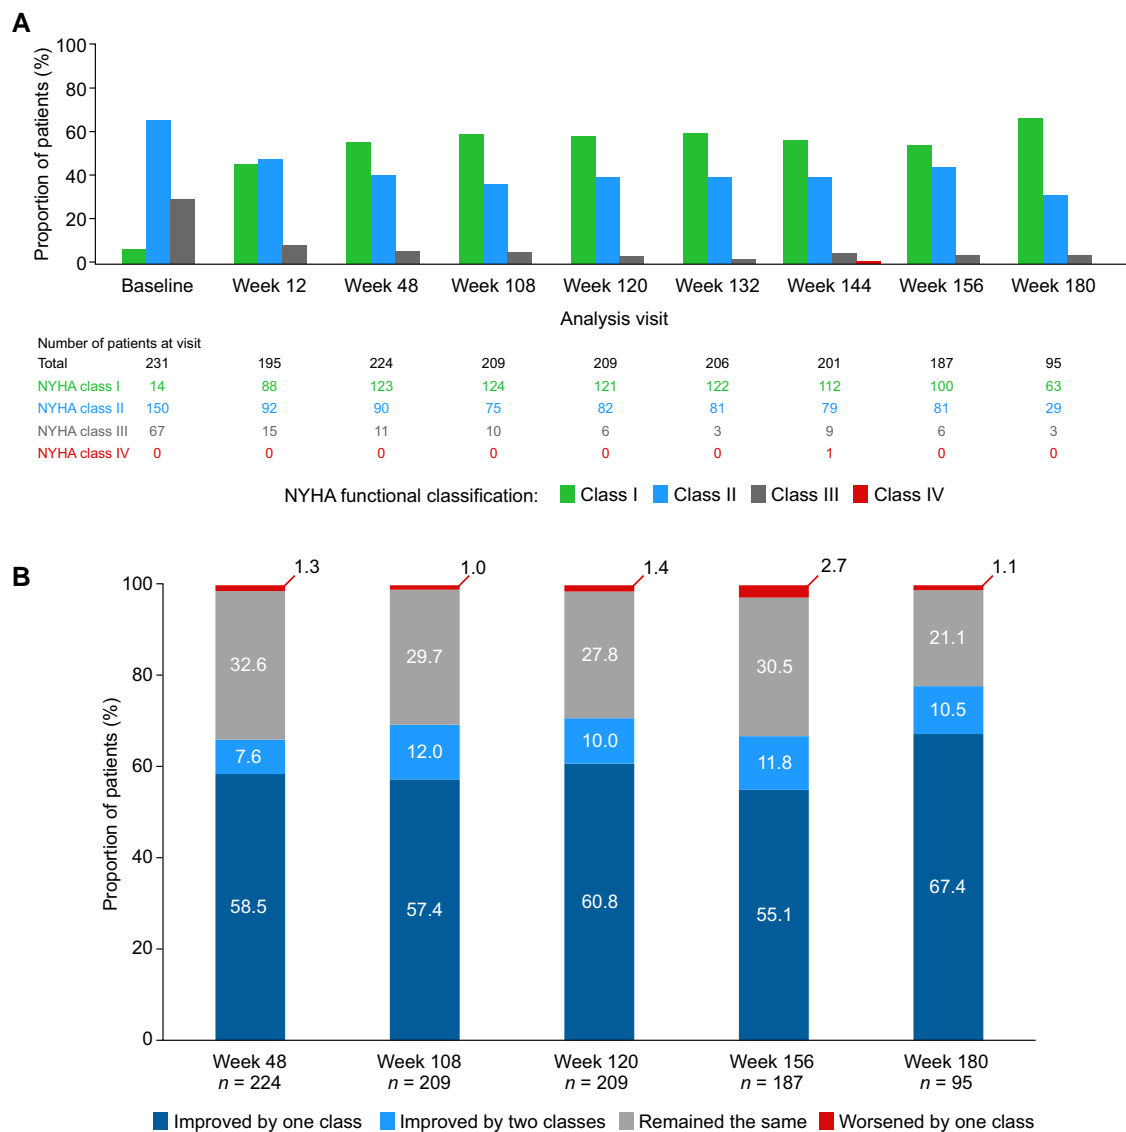 A
Proportion of patients (%)
100
80
60
40
20
0
Baseline Week 12 Week 48 Week 108 Week 120 Week 132 Week 144 Week 156 Week 180
Analysis visit
Number of patients at visit
Total 231 195 224 209 209 206 201 187 95
NYHA class I 14 88 123 124 121 122 112 100 63
NYHA class II 150 92 90 75 82 81 79 81 29
NYHA class III 67 15 11 10 6 3 9 6 3
NYHA class IV 0 0 0 0 0 0 1 0 0
NYHA functional classification: Class I Class II Class III Class IV
B
Proportion of patients (%)
100
80
60
40
20
0
1.3 1.0 1.4 2.7 1.1
32.6 29.7 27.8 30.5 21.1
7.6 12.0 10.0 11.8 10.5
58.5 57.4 60.8 55.1 67.4
Week 48 Week 108 Week 120 Week 156 Week 180
n = 224 n = 209 n = 209 n = 187 n = 95
Improved by one class Improved by two classes Remained the same Worsened by one class